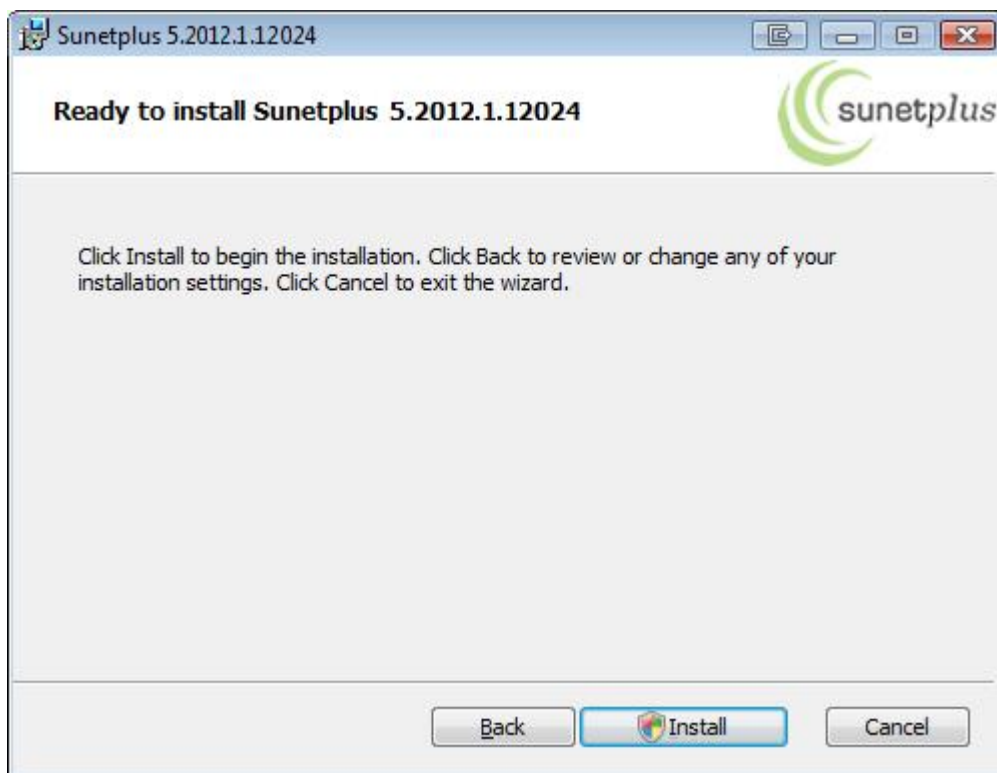 Sunetplus 5.2012.1.12024
Ready to install Sunetplus 5.2012.1.12024
sunetplus
Click Install to begin the installation. Click Back to review or change any of your
installation settings. Click Cancel to exit the wizard.
Back
Install
Cancel